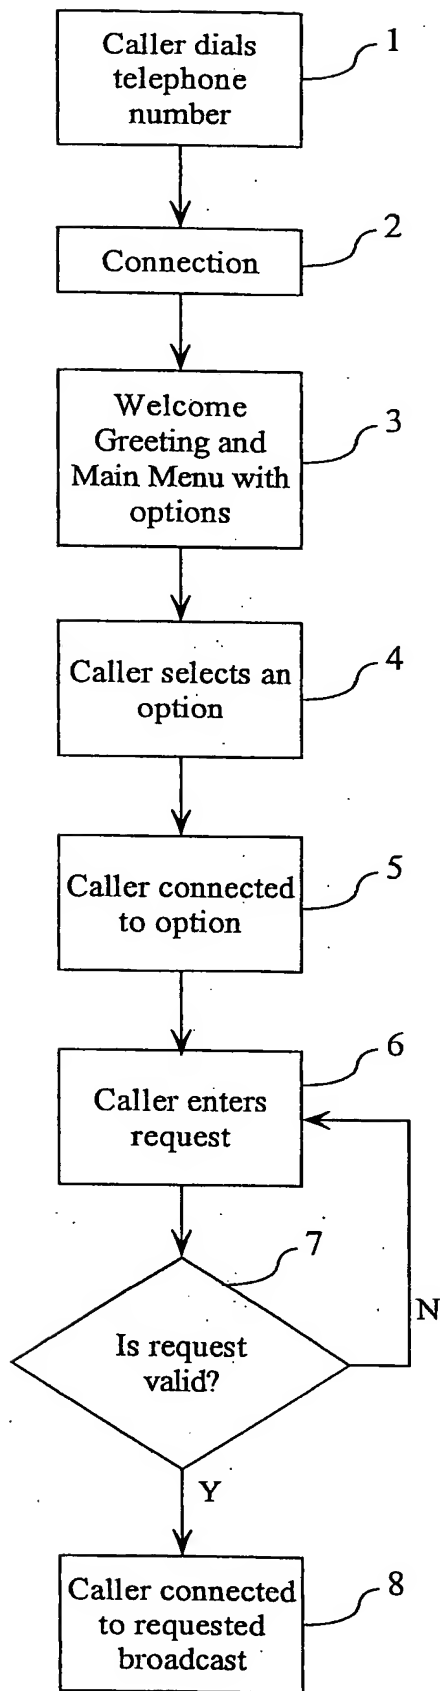 Caller dials
telephone
number
1
Connection
2
Welcome
Greeting and
Main Menu with
options
3
Caller selects an
option
4
Caller connected
to option
5
Caller enters
request
6
Is request
valid?
7
N
Y
Caller connected
to requested
broadcast
8